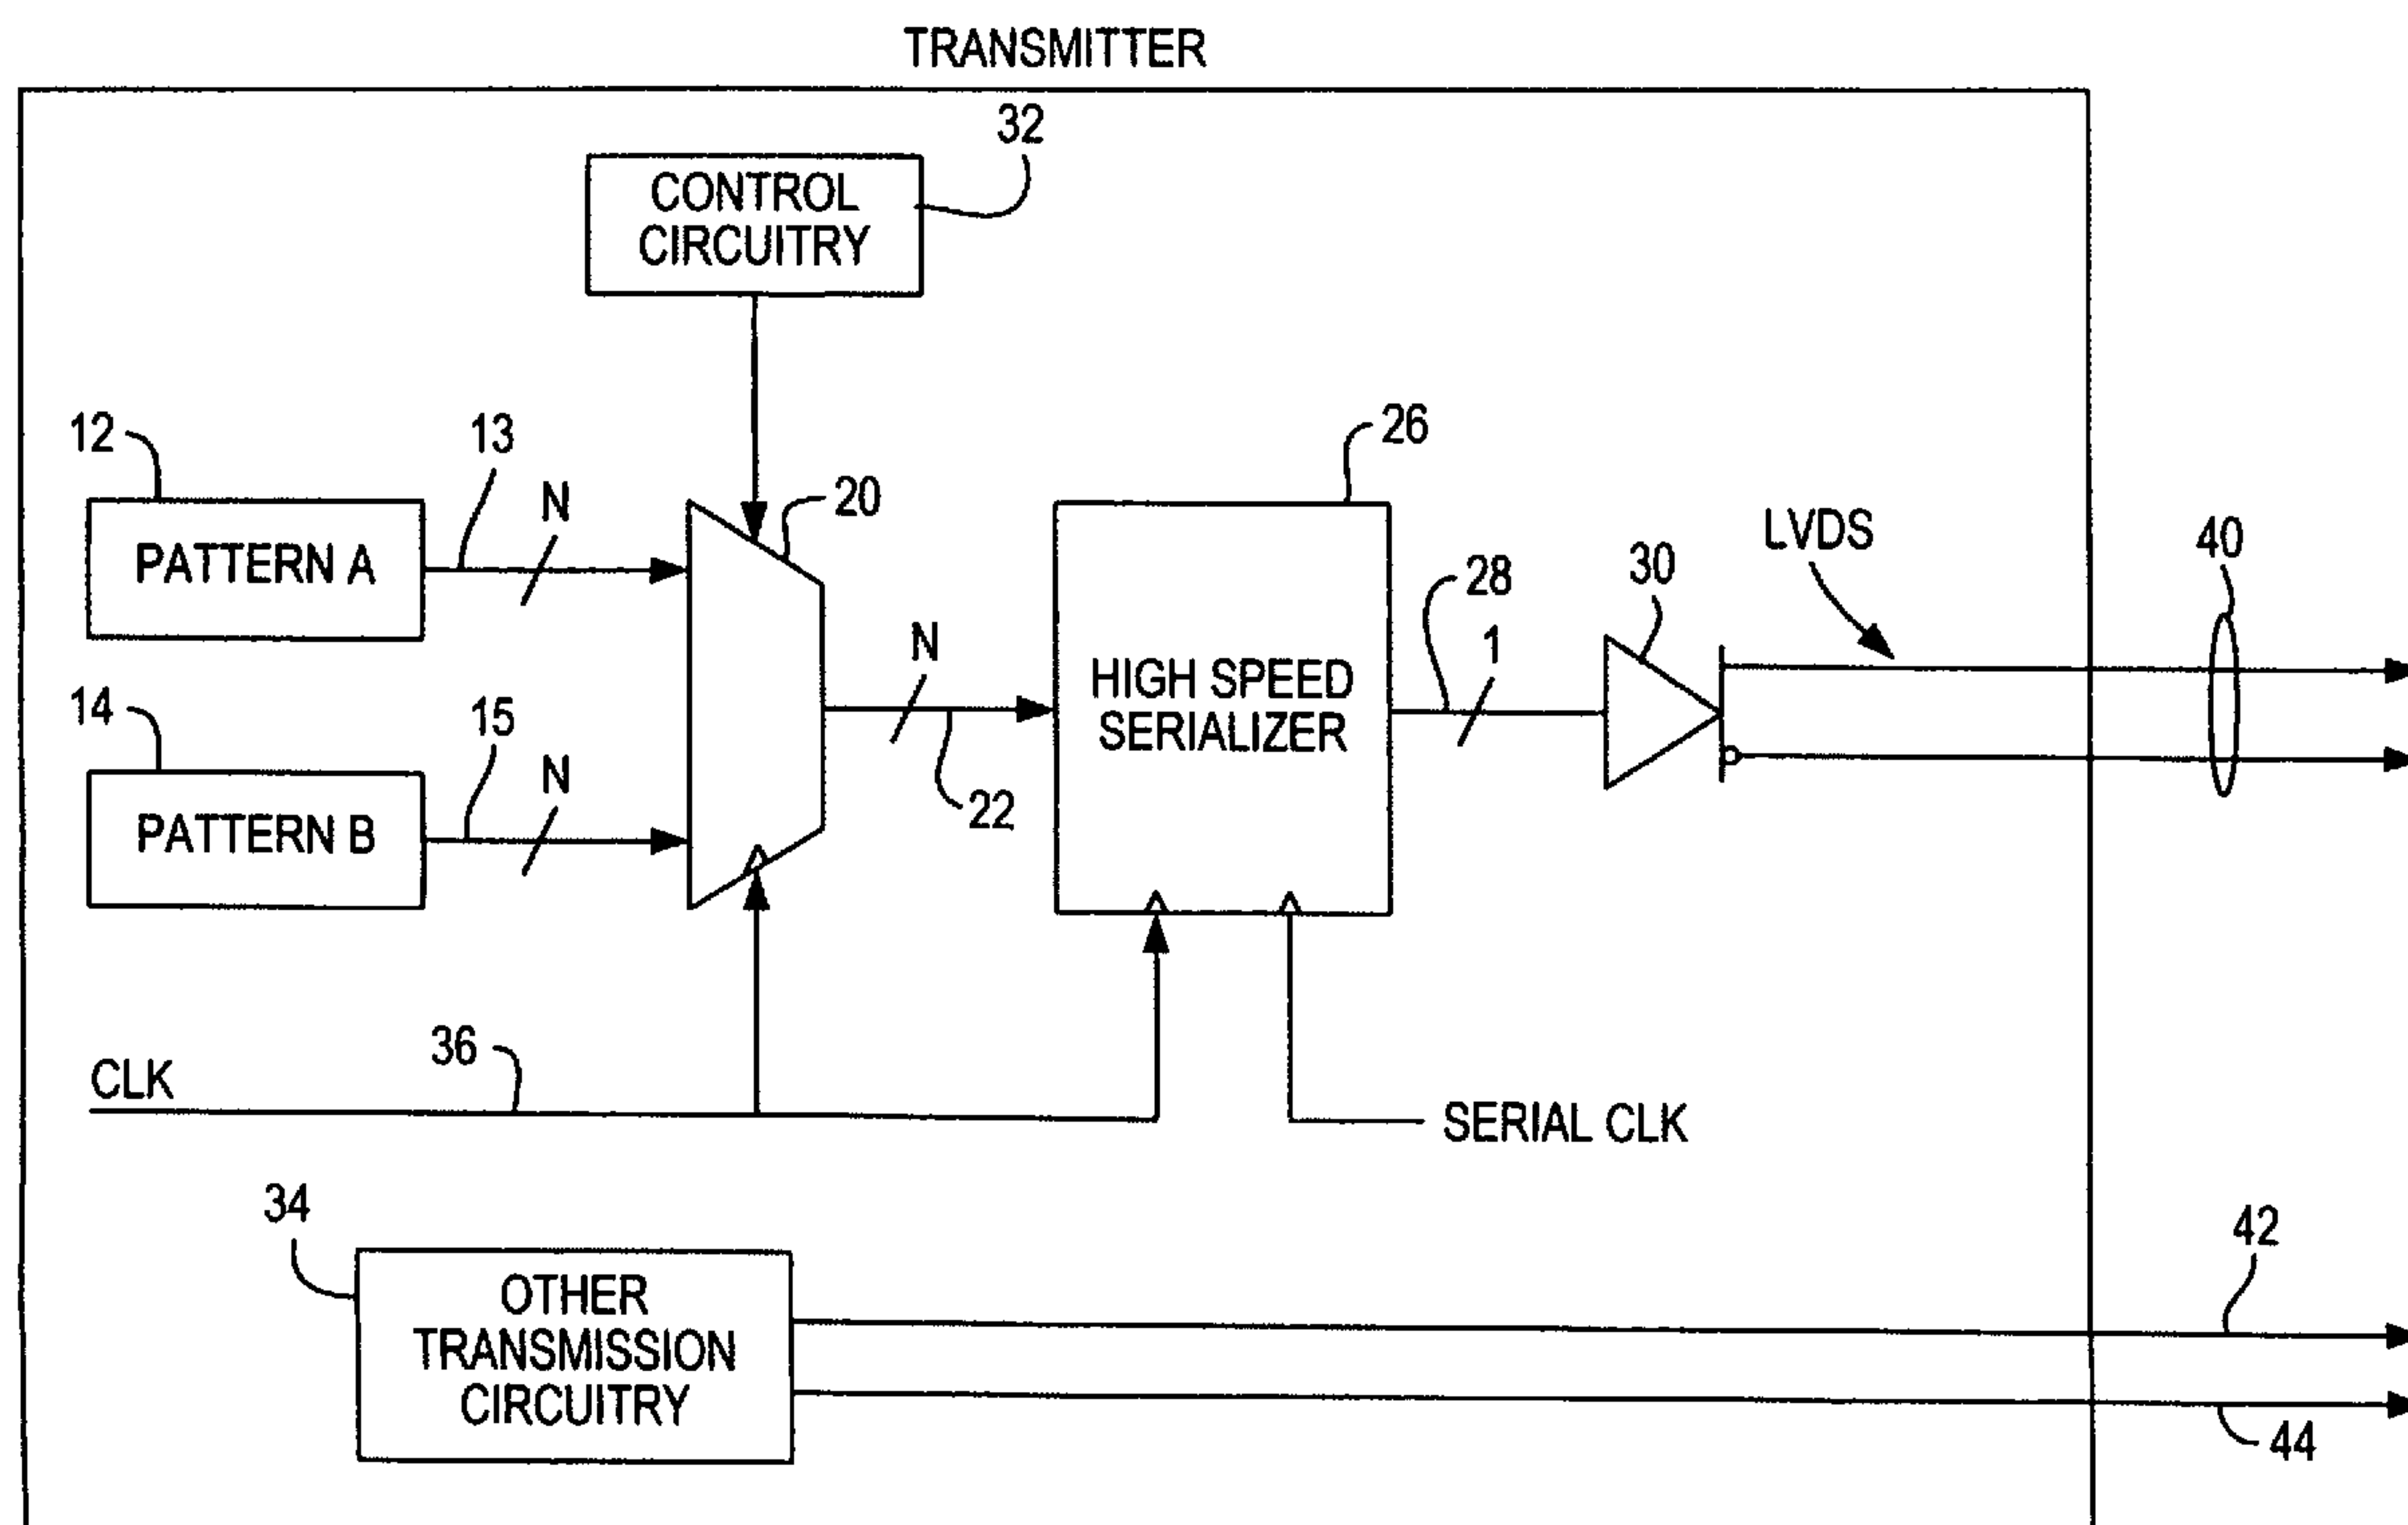 TRANSMITTER
32
CONTROL
CIRCUITRY
12
13
N
20
26
PATTERN A
LVDS
40
30
28
1
N
HIGH SPEED
SERIALIZER
14
15
N
22
PATTERN B
36
CLK
SERIAL CLK
34
42
OTHER
TRANSMISSION
CIRCUITRY
44